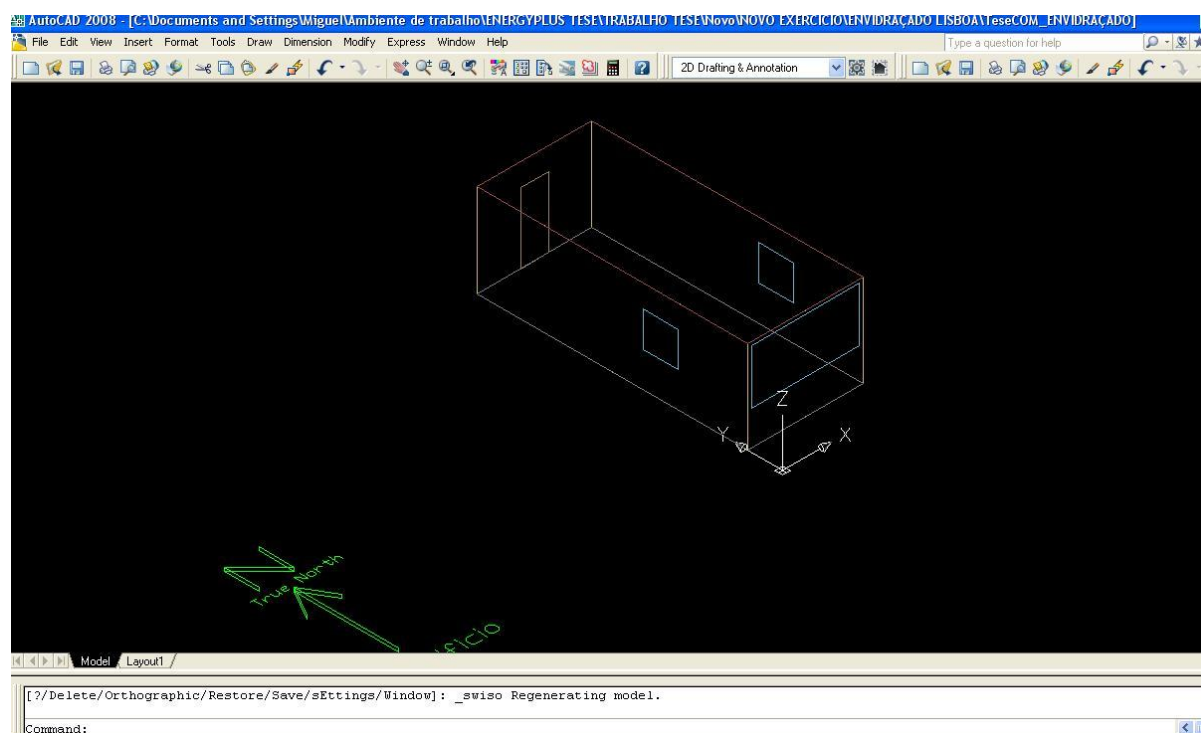 AutoCAD 2008 - [C:\Documents and Settings\Miguel\Ambiente de trabalho\ENERGYPLUS TESE\TRABALHO TESE\Novo\NOVO EXERCICIO\ENVIDRAÇADO LISBOA\TeseCOM_ENVIDRAÇADO]
File Edit View Insert Format Tools Draw Dimension Modify Express Window Help
Type a question for help
2D Drafting & Annotation
Z
Y
X
N
True North
ificio
Model Layout1
[?/Delete/Orthographic/Restore/Save/sEttings/Window]: _swiso Regenerating model.
Command: